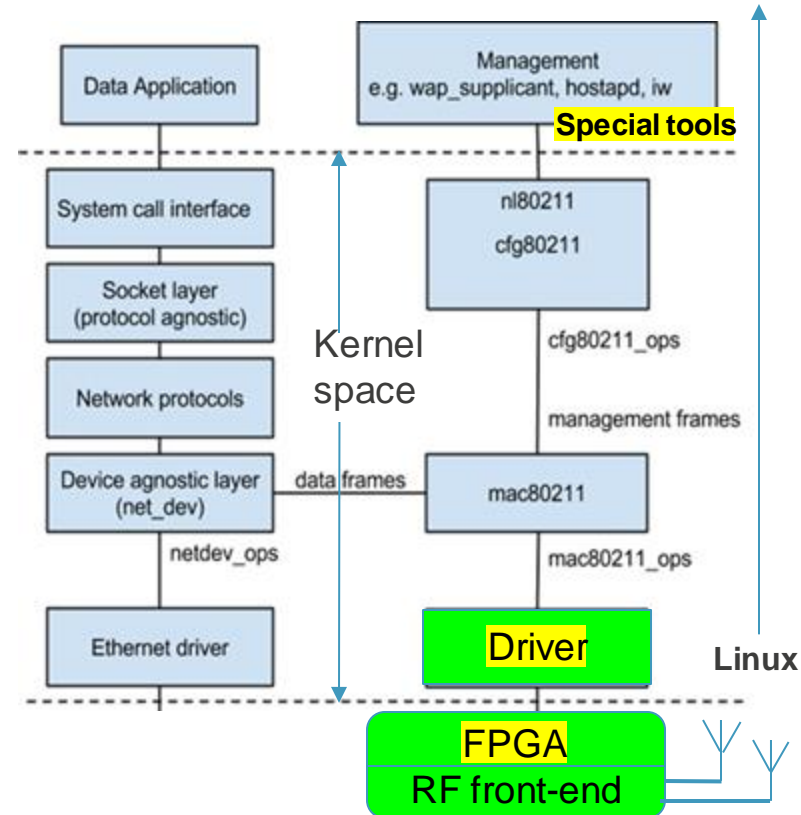 Data Application
Management
e.g. wap_supplicant, hostapd, iw
Special tools
System call interface
nl80211
cfg80211
Socket layer
(protocol agnostic)
Kernel
space
cfg80211_ops
Network protocols
management frames
Device agnostic layer
(net_dev)
data frames
mac80211
netdev_ops
mac80211_ops
Ethernet driver
Driver
Linux
FPGA
RF front-end